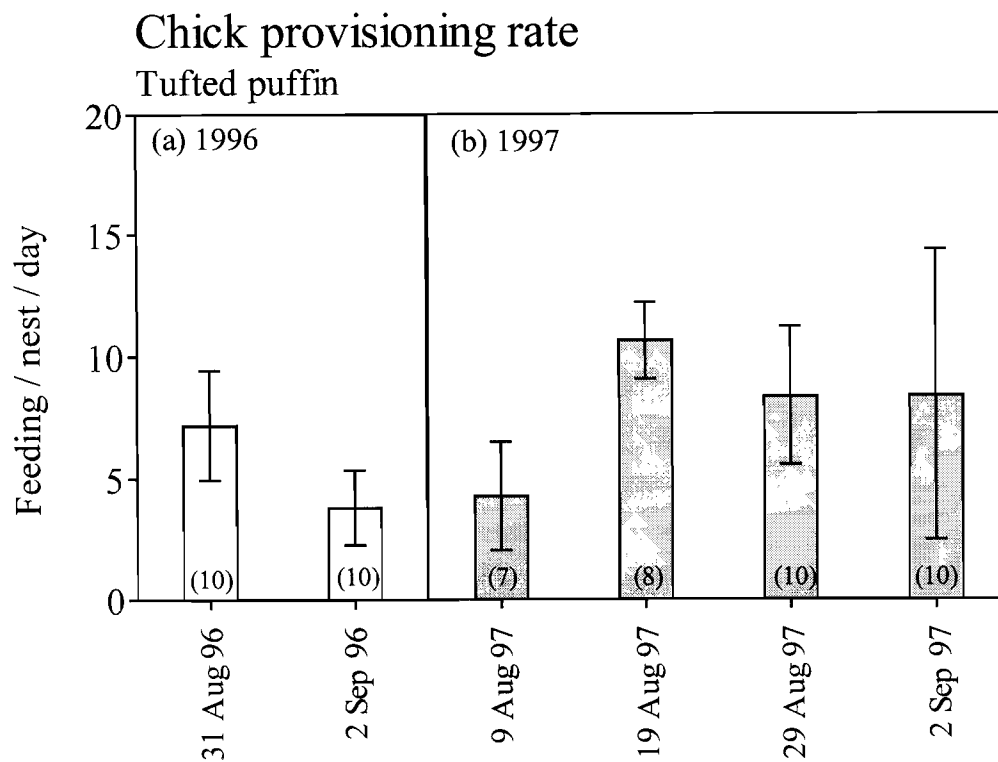 Chick provisioning rate
Tufted puffin
(a) 1996
(b) 1997
Feeding / nest / day
20
15
10
5
0
(10)
(10)
(7)
(8)
(10)
(10)
31 Aug 96
2 Sep 96
9 Aug 97
19 Aug 97
29 Aug 97
2 Sep 97